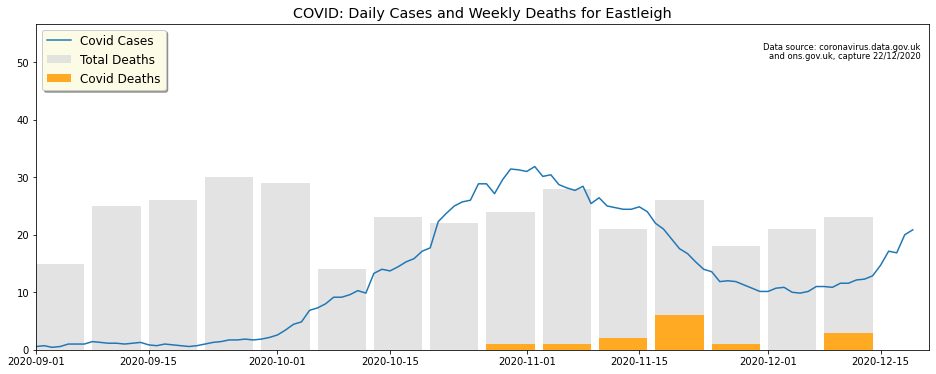 COVID: Daily Cases and Weekly Deaths for Eastleigh
Covid Cases
Total Deaths
Covid Deaths
Data source: coronavirus.data.gov.uk
and ons.gov.uk, capture 22/12/2020
50
40
30
20
10
0
2020-09-01 2020-09-15 2020-10-01 2020-10-15 2020-11-01 2020-11-15 2020-12-01 2020-12-15